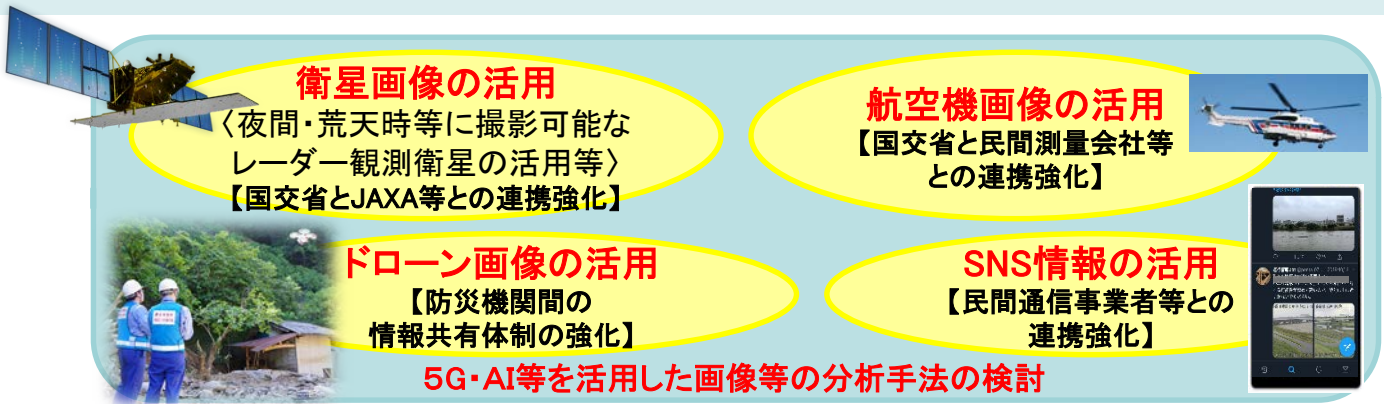 衛星画像の活用
〈夜間・荒天時等に撮影可能な
レーダー観測衛星の活用等〉
【国交省とJAXA等との連携強化】
航空機画像の活用
【国交省と民間測量会社等
との連携強化】
ドローン画像の活用
【防災機関間の
情報共有体制の強化】
SNS情報の活用
【民間通信事業者等との
連携強化】
5G・AI等を活用した画像等の分析手法の検討